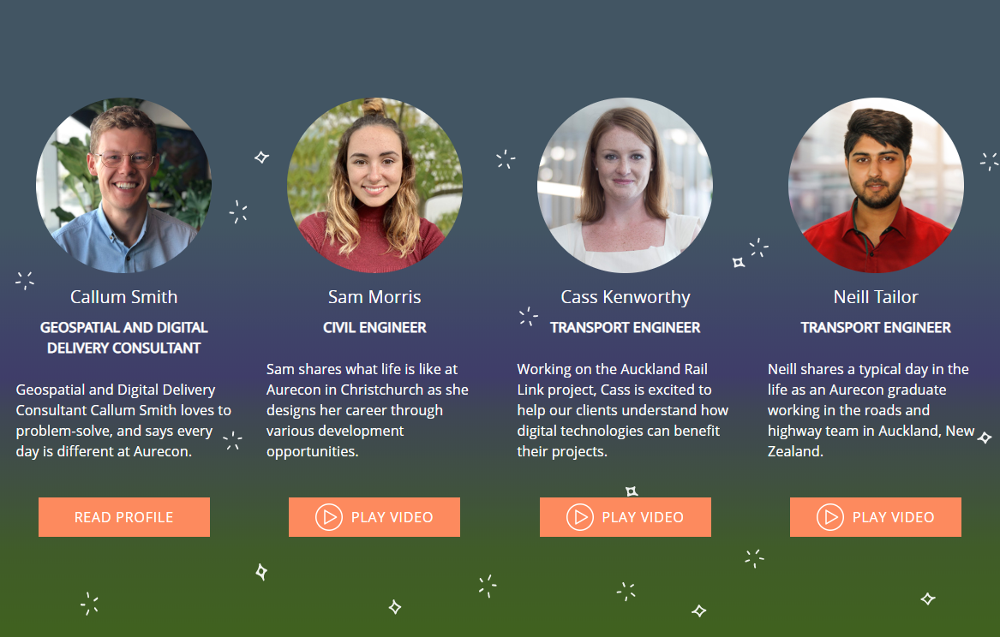 Callum Smith
GEOSPATIAL AND DIGITAL
DELIVERY CONSULTANT
Geospatial and Digital Delivery
Consultant Callum Smith loves to
problem-solve, and says every
day is different at Aurecon.
READ PROFILE
Sam Morris
CIVIL ENGINEER
Sam shares what life is like at
Aurecon in Christchurch as she
designs her career through
various development
opportunities.
PLAY VIDEO
Cass Kenworthy
TRANSPORT ENGINEER
Working on the Auckland Rail
Link project, Cass is excited to
help our clients understand how
digital technologies can benefit
their projects.
PLAY VIDEO
Neill Tailor
TRANSPORT ENGINEER
Neill shares a typical day in the
life as an Aurecon graduate
working in the roads and
highway team in Auckland, New
Zealand.
PLAY VIDEO